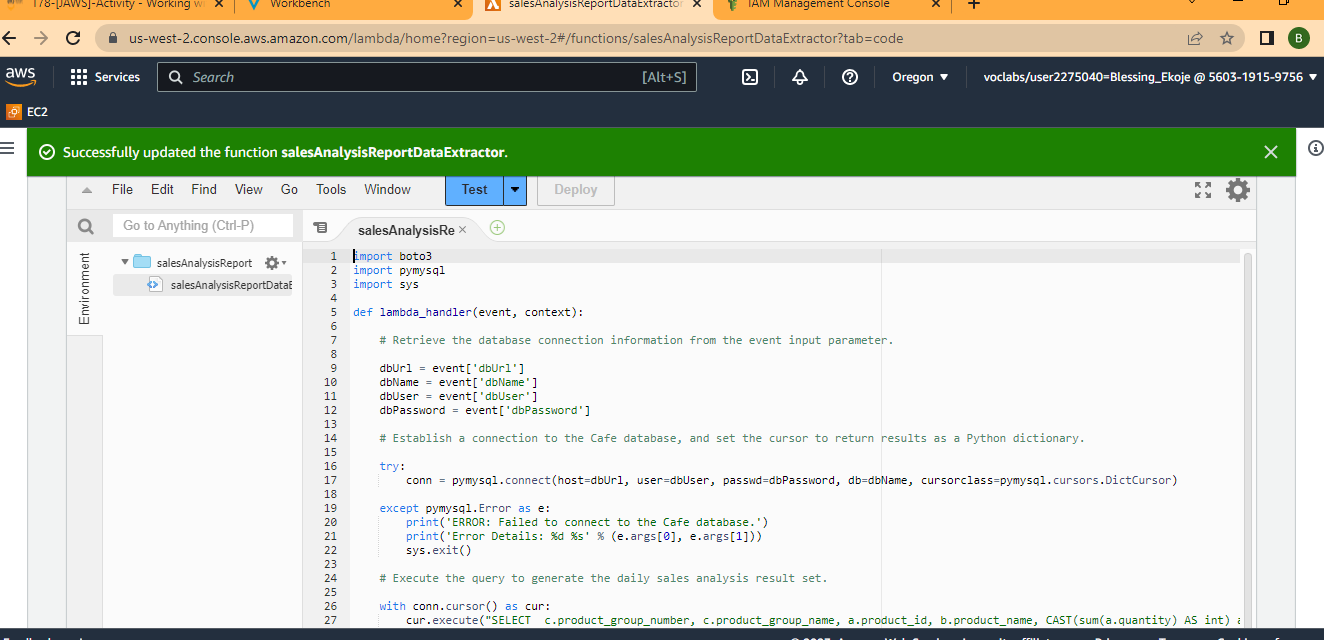 178-[JAWS]-Activity - Working wi
Workbench
salesAnalysisReportDataExtractor
IAM Management Console
us-west-2.console.aws.amazon.com/lambda/home?region=us-west-2#/functions/salesAnalysisReportDataExtractor?tab=code
B
aws
Services
Search
[Alt+S]
Oregon
voclabs/user2275040=Blessing_Ekoje @ 5603-1915-9756
EC2
Successfully updated the function salesAnalysisReportDataExtractor.
File Edit Find View Go Tools Window
Test
Deploy
Go to Anything (Ctrl-P)
salesAnalysisRe
Environment
salesAnalysisReport
salesAnalysisReportDataE
1 import boto3
2 import pymysql
3 import sys
4
5 def lambda_handler(event, context):
6
7 # Retrieve the database connection information from the event input parameter.
8
9 dbUrl = event['dbUrl']
10 dbName = event['dbName']
11 dbUser = event['dbUser']
12 dbPassword = event['dbPassword']
13
14 # Establish a connection to the Cafe database, and set the cursor to return results as a Python dictionary.
15
16 try:
17 conn = pymysql.connect(host=dbUrl, user=dbUser, passwd=dbPassword, db=dbName, cursorclass=pymysql.cursors.DictCursor)
18
19 except pymysql.Error as e:
20 print('ERROR: Failed to connect to the Cafe database.')
21 print('Error Details: %d %s' % (e.args[0], e.args[1]))
22 sys.exit()
23
24 # Execute the query to generate the daily sales analysis result set.
25
26 with conn.cursor() as cur:
27 cur.execute("SELECT c.product_group_number, c.product_group_name, a.product_id, b.product_name, CAST(sum(a.quantity) AS int) a